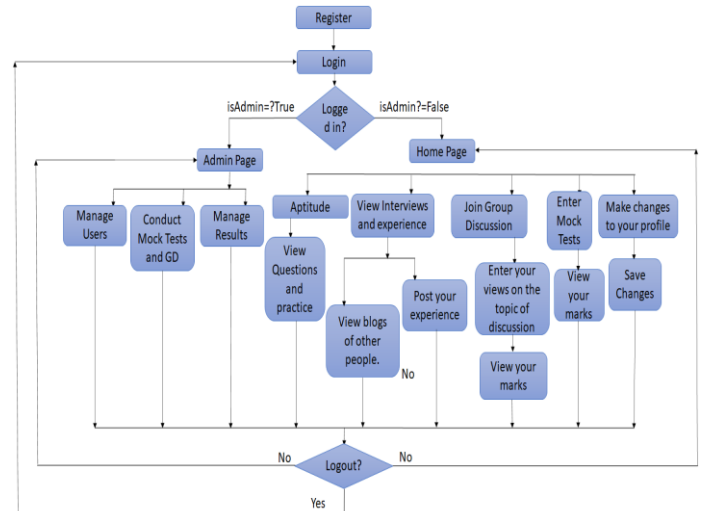 Register
Login
isAdmin=?True
Logge
d in?
isAdmin?=False
Admin Page
Home Page
Manage
Users
Conduct
Mock Tests
and GD
Manage
Results
Aptitude
View Interviews
and experience
Join Group
Discussion
Enter
Mock
Tests
Make changes
to your profile
View
Questions
and
practice
View blogs
of other
people.
Post your
experience
No
Enter your
views on the
topic of
discussion
View your
marks
View
your
marks
Save
Changes
No
Logout?
No
Yes